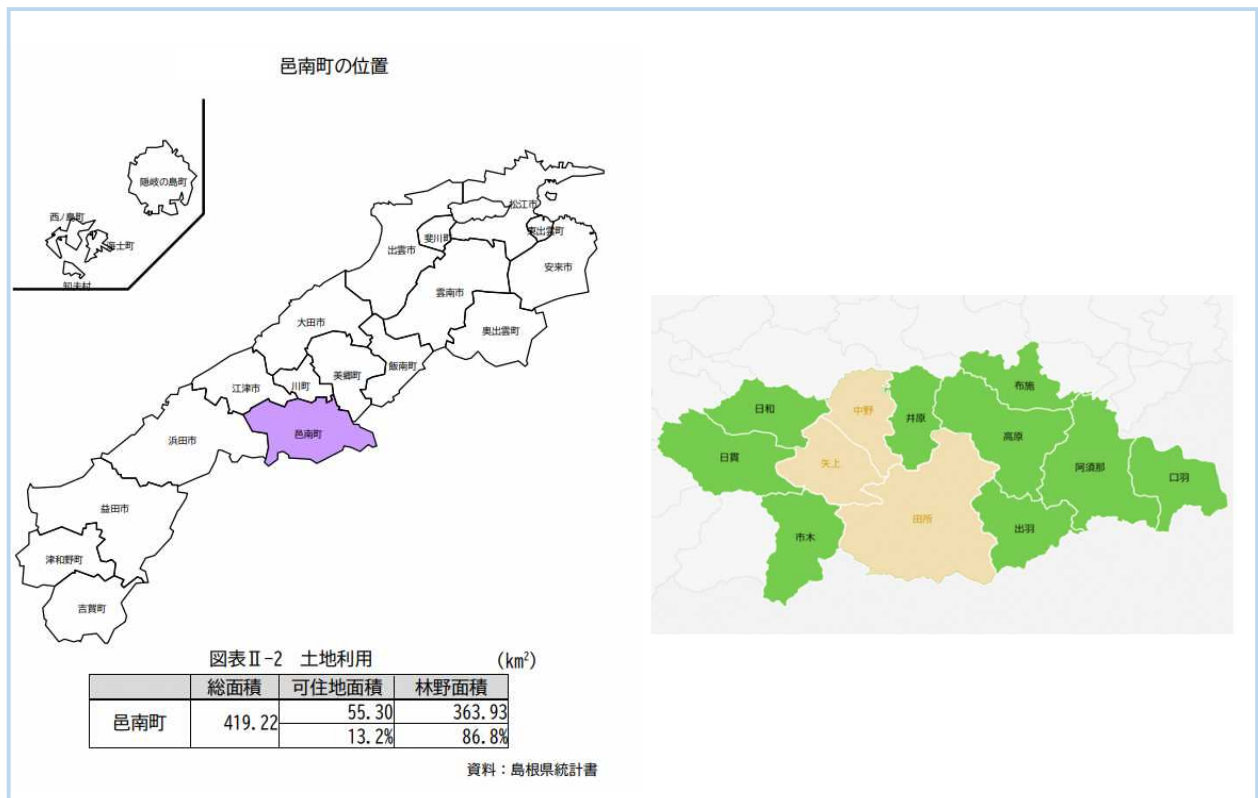 邑南町の位置
隠岐の島町
西ノ島町
海士町
知夫村
松江市
東出雲町
斐川町
出雲市
安来市
雲南市
奥出雲町
大田市
飯南町
美郷町
川町
江津市
邑南町
浜田市
益田市
津和野町
吉賀町
布施
日和
中野
井原
高原
日貫
矢上
阿須那
口羽
田所
出羽
市木
図表Ⅱ-2 土地利用 (km²)
総面積 可住地面積 林野面積
邑南町 419.22 55.30 363.93
13.2% 86.8%
資料：島根県統計書